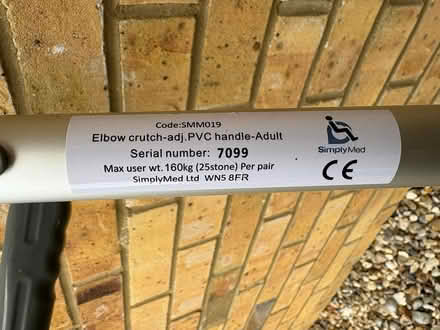 Code:SMM019
Elbow crutch-adj.PVC handle-Adult
Serial number: 7099
Max user wt. 160kg (25stone) Per pair
SimplyMed Ltd WN5 8FR
SimplyMed
CE